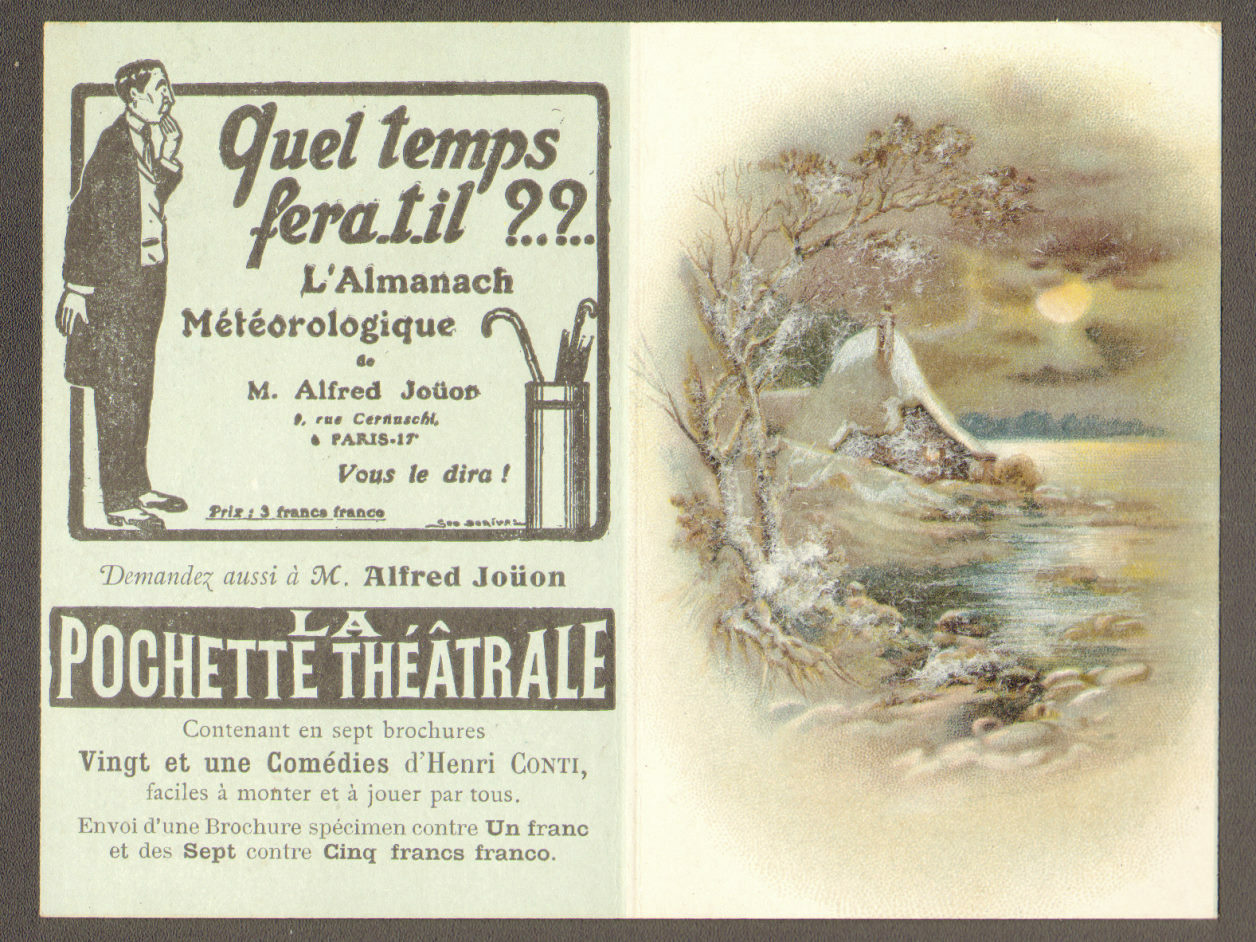 Quel temps
fera.t.il ??..
L'Almanach
Météorologique
de
M. Alfred Joüon
9, rue Cernuschi,
à PARIS-17e
Vous le dira !
Prix : 3 francs franco
Geo Dorival
Demandez aussi à M. Alfred Joüon
LA
POCHETTE THÉÂTRALE
Contenant en sept brochures
Vingt et une Comédies d'Henri CONTI,
faciles à monter et à jouer par tous.
Envoi d'une Brochure spécimen contre Un franc
et des Sept contre Cinq francs franco.